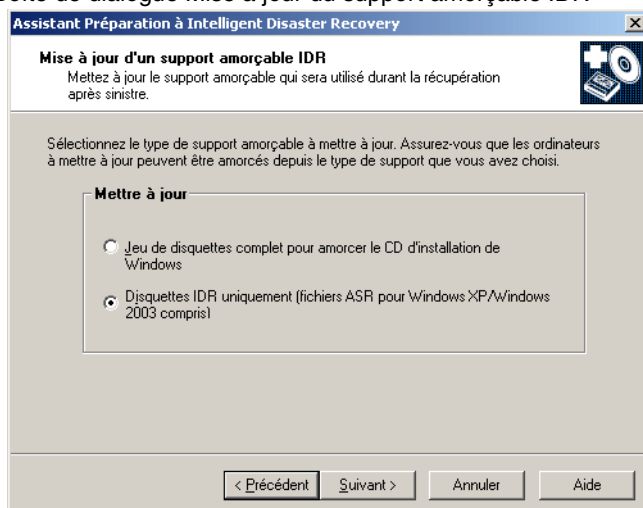 Boîte de dialogue Mise à jour du support amorçable IDR
Assistant Préparation à Intelligent Disaster Recovery
Mise à jour d'un support amorçable IDR
Mettez à jour le support amorçable qui sera utilisé durant la récupération
après sinistre.
Sélectionnez le type de support amorçable à mettre à jour. Assurez-vous que les ordinateurs
à mettre à jour peuvent être amorcés depuis le type de support que vous avez choisi.
Mettre à jour
Jeu de disquettes complet pour amorcer le CD d'installation de
Windows
Disquettes IDR uniquement (fichiers ASR pour Windows XP/Windows
2003 compris)
< Précédent
Suivant >
Annuler
Aide